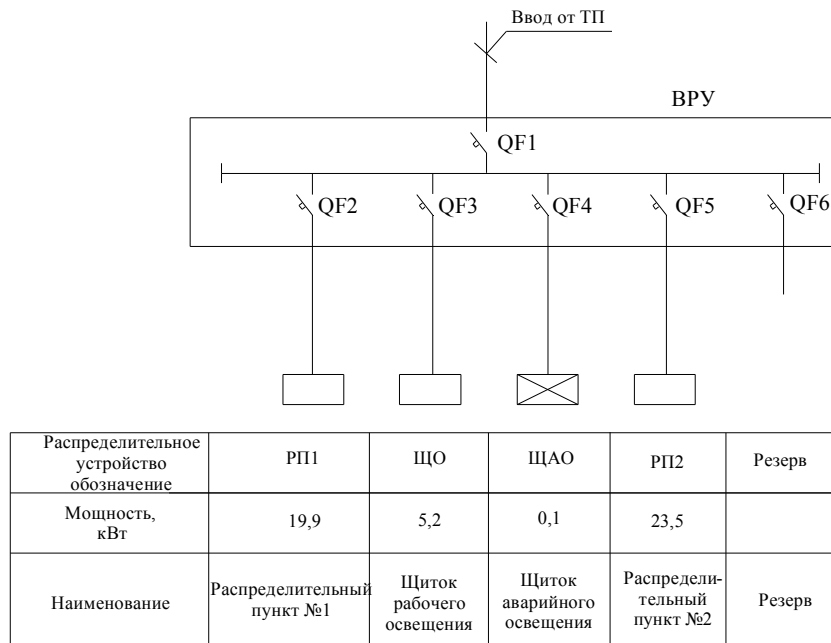 Ввод от ТП
ВРУ
QF1
QF2
QF3
QF4
QF5
QF6
Распределительное
устройство
обозначение
РП1
ЩО
ЩАО
РП2
Резерв
Мощность,
кВт
19,9
5,2
0,1
23,5
Наименование
Распределительный
пункт №1
Щиток
рабочего
освещения
Щиток
аварийного
освещения
Распредели-
тельный
пункт №2
Резерв